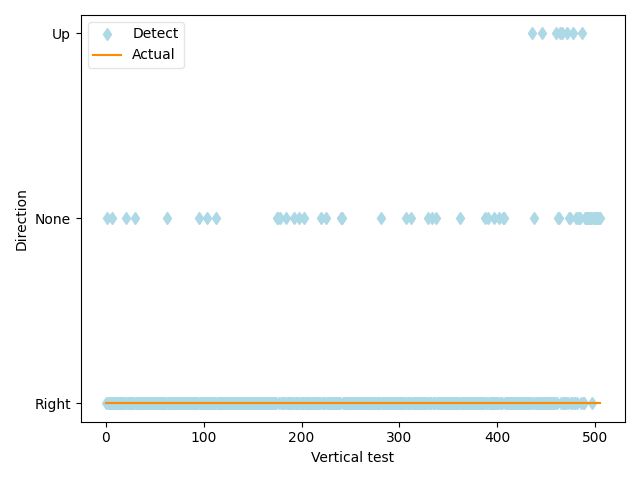 Up
None
Right
Direction
Detect
Actual
0
100
200
300
400
500
Vertical test